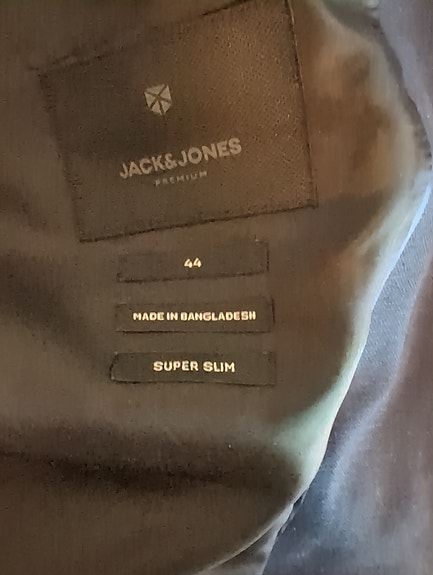 JACK&JONES
PREMIUM
44
MADE IN BANGLADESH
SUPER SLIM